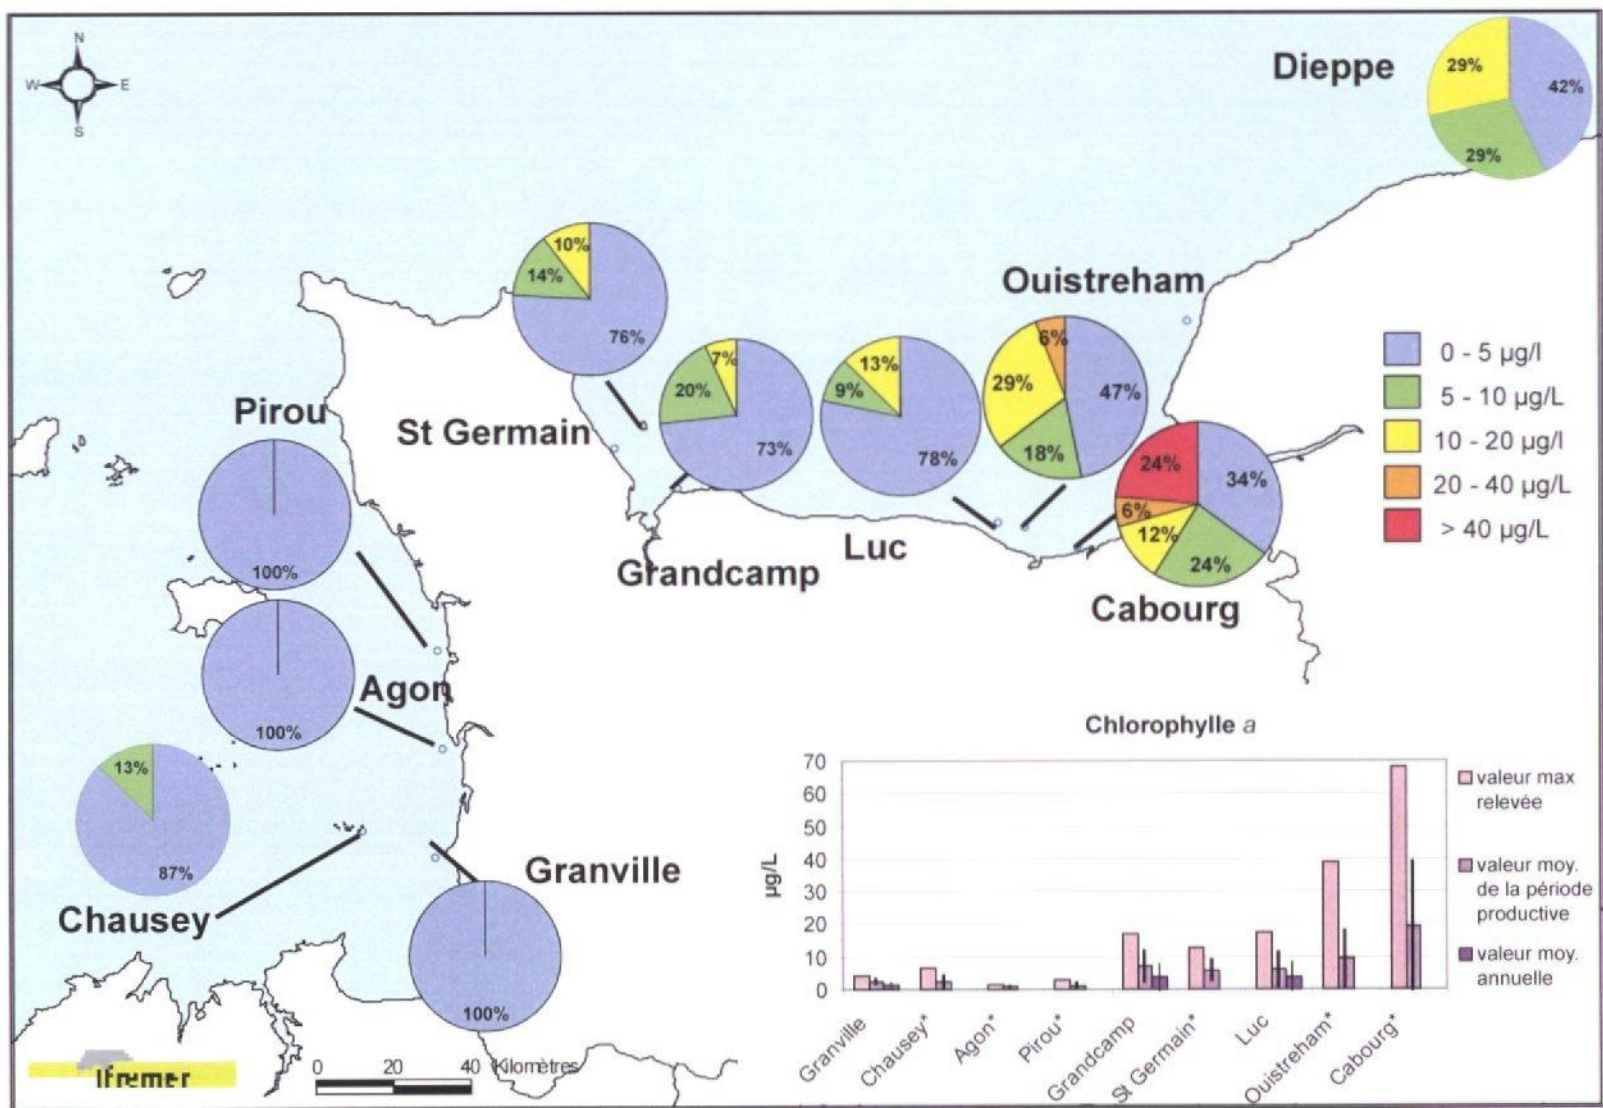 N
W E
S
Dieppe
29%
42%
29%
10%
14%
76%
St Germain
7%
20%
73%
Grandcamp
13%
9%
78%
Luc
Ouistreham
6%
29%
47%
18%
24%
34%
6%
12%
24%
Cabourg
0 - 5 µg/l
5 - 10 µg/L
10 - 20 µg/l
20 - 40 µg/L
> 40 µg/L
Pirou
100%
Agon
100%
13%
87%
Chausey
Granville
100%
Ifremer
0 20 40 Kilomètres
Chlorophylle a
µg/L
70
60
50
40
30
20
10
0
Granville
Chausey*
Agon*
Pirou*
Grandcamp
St Germain*
Luc
Ouistreham*
Cabourg*
valeur max
relevée
valeur moy.
de la période
productive
valeur moy.
annuelle